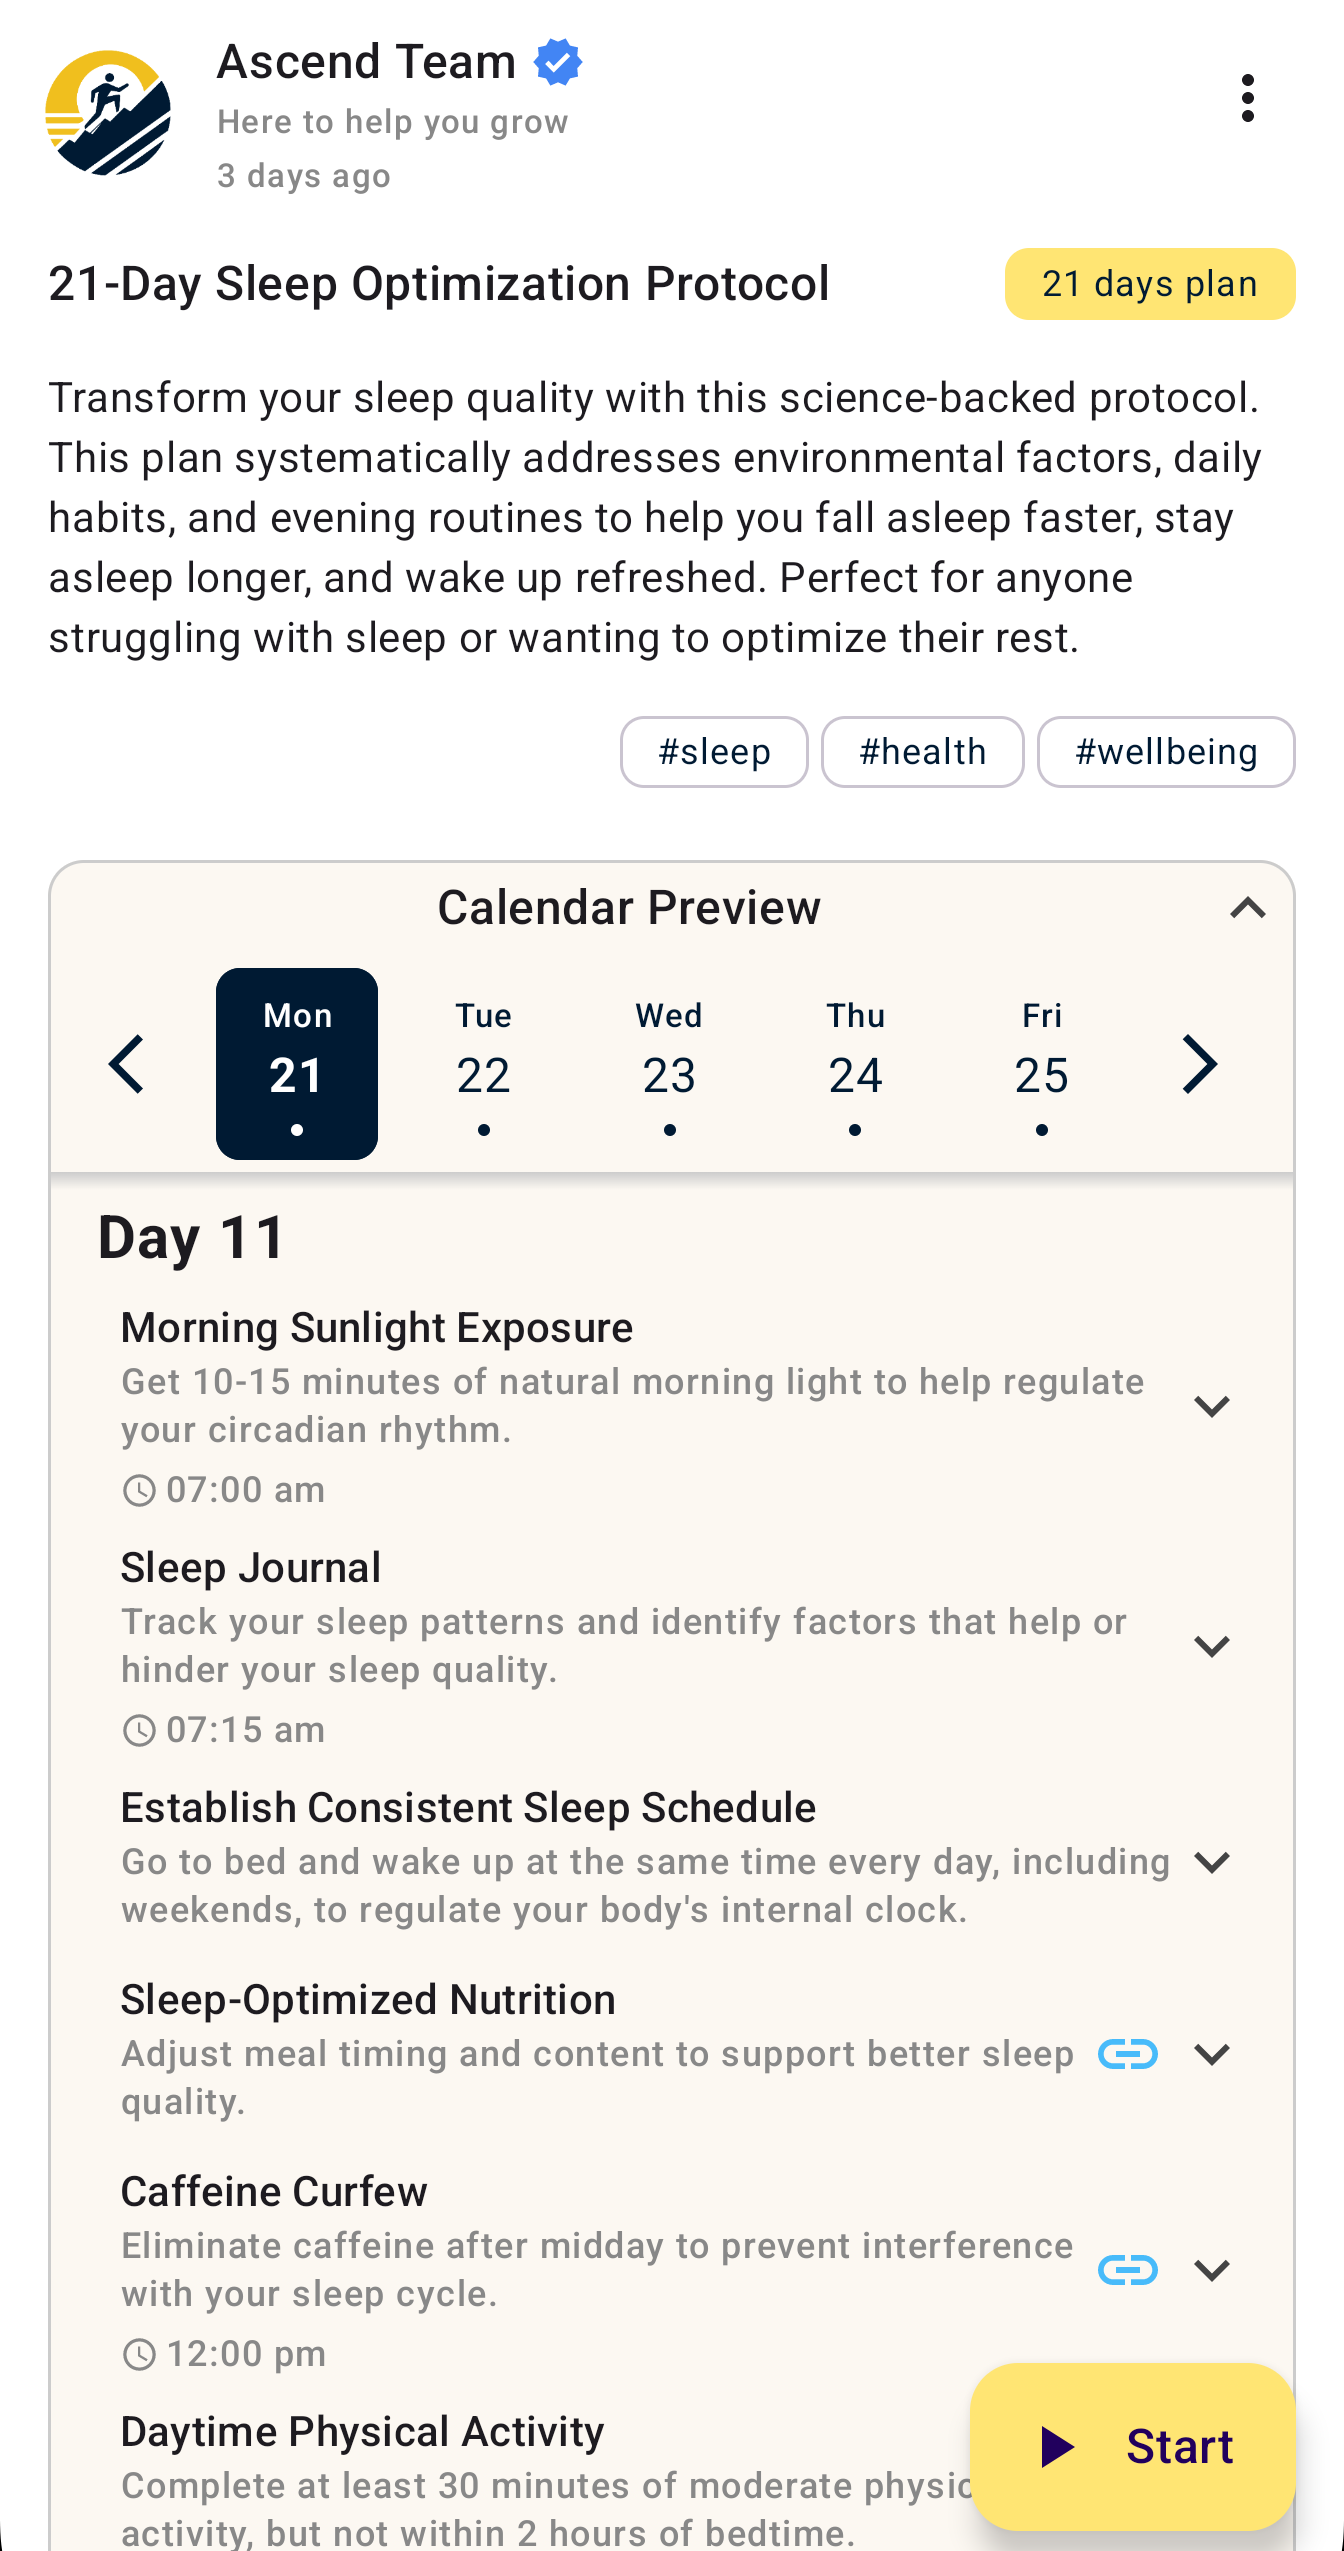 Ascend Team
Here to help you grow
3 days ago
21-Day Sleep Optimization Protocol
21 days plan
Transform your sleep quality with this science-backed protocol.
This plan systematically addresses environmental factors, daily
habits, and evening routines to help you fall asleep faster, stay
asleep longer, and wake up refreshed. Perfect for anyone
struggling with sleep or wanting to optimize their rest.
#sleep #health #wellbeing
Calendar Preview
Mon Tue Wed Thu Fri
21 22 23 24 25
Day 11
Morning Sunlight Exposure
Get 10-15 minutes of natural morning light to help regulate
your circadian rhythm.
07:00 am
Sleep Journal
Track your sleep patterns and identify factors that help or
hinder your sleep quality.
07:15 am
Establish Consistent Sleep Schedule
Go to bed and wake up at the same time every day, including
weekends, to regulate your body's internal clock.
Sleep-Optimized Nutrition
Adjust meal timing and content to support better sleep
quality.
Caffeine Curfew
Eliminate caffeine after midday to prevent interference
with your sleep cycle.
12:00 pm
Daytime Physical Activity
Complete at least 30 minutes of moderate
activity, but not within 2 hours of bedtime.
Start